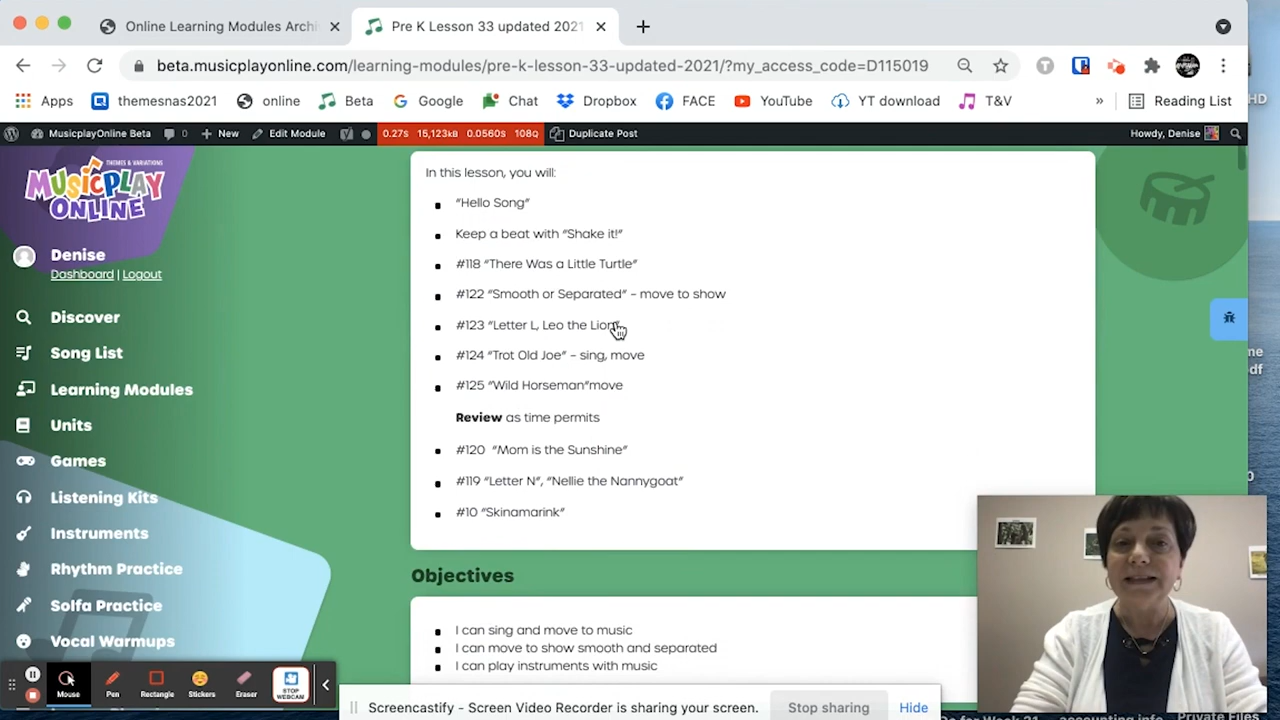 Online Learning Modules Archi
Pre K Lesson 33 updated 2021
beta.musicplayonline.com/learning-modules/pre-k-lesson-33-updated-2021/?my_access_code=D115019
Apps
themesnas2021
online
Beta
Google
Chat
Dropbox
FACE
YouTube
YT download
T&V
»
Reading List
HD
MusicplayOnline Beta
0
New
Edit Module
0.27s 15,123kB 0.0560s 108Q
Duplicate Post
Howdy, Denise
THEMES & VARIATIONS
MUSICPLAY
ONLINE
Denise
Dashboard | Logout
Discover
Song List
Learning Modules
Units
Games
Listening Kits
Instruments
Rhythm Practice
Solfa Practice
Vocal Warmups
In this lesson, you will:
"Hello Song"
Keep a beat with "Shake it!"
#118 "There Was a Little Turtle"
#122 "Smooth or Separated" - move to show
#123 "Letter L, Leo the Lion"
#124 "Trot Old Joe" - sing, move
#125 "Wild Horseman"move
Review as time permits
#120 "Mom is the Sunshine"
#119 "Letter N", "Nellie the Nannygoat"
#10 "Skinamarink"
Objectives
I can sing and move to music
I can move to show smooth and separated
I can play instruments with music
Mouse
Pen
Rectangle
Stickers
Eraser
STOP WEBCAM
Screencastify - Screen Video Recorder is sharing your screen.
Stop sharing
Hide
Private Files